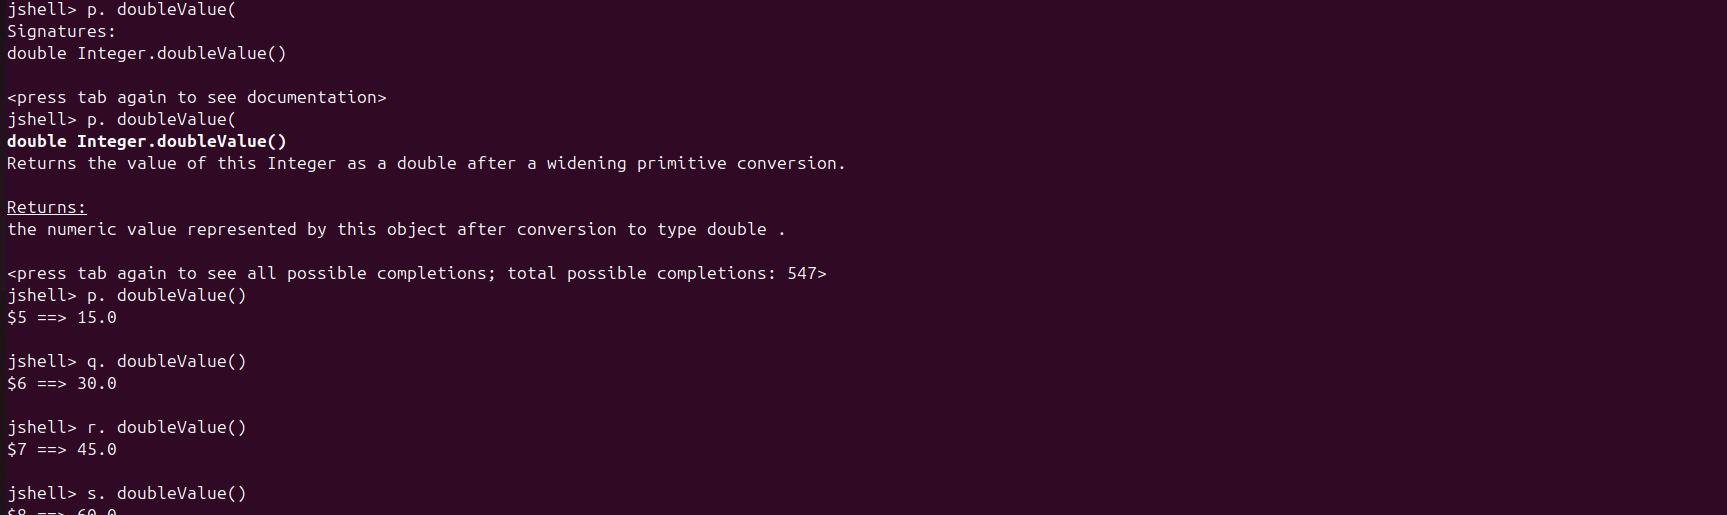 jshell> p. doubleValue(
Signatures:
double Integer.doubleValue()
<press tab again to see documentation>
jshell> p. doubleValue(
double Integer.doubleValue()
Returns the value of this Integer as a double after a widening primitive conversion.
Returns:
the numeric value represented by this object after conversion to type double .
<press tab again to see all possible completions; total possible completions: 547>
jshell> p. doubleValue()
$5 ==> 15.0
jshell> q. doubleValue()
$6 ==> 30.0
jshell> r. doubleValue()
$7 ==> 45.0
jshell> s. doubleValue()
$8 ==> 60.0